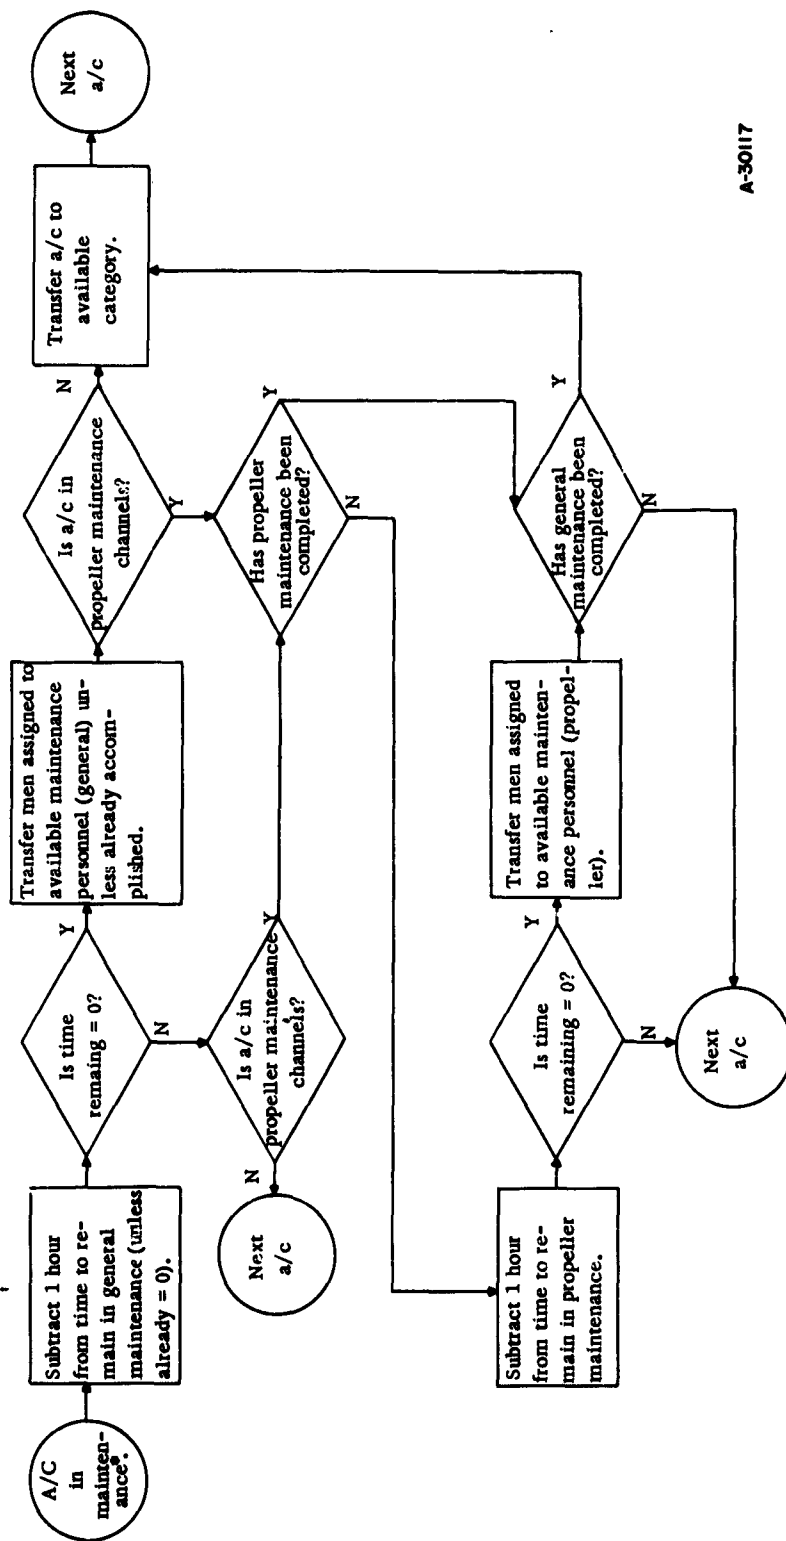 A/C
in
mainten-
ance*.
Subtract 1 hour
from time to re-
main in general
maintenance (unless
already = 0).
Is time
remaing = 0?
Y
N
Transfer men assigned to
available maintenance
personnel (general) un-
less already accom-
plished.
Is a/c in
propeller maintenance
channels?
N
Y
Transfer a/c to
available
category.
Next
a/c
Is a/c in
propeller maintenance
channels?
N
Y
Next
a/c
Has propeller
maintenance been
completed?
Y
N
Subtract 1 hour
from time to re-
main in propeller
maintenance.
Is time
remaining = 0?
Y
N
Transfer men assigned
to available mainten-
ance personnel (propel-
ler).
Has general
maintenance been
completed?
Y
N
Next
a/c
A-30117